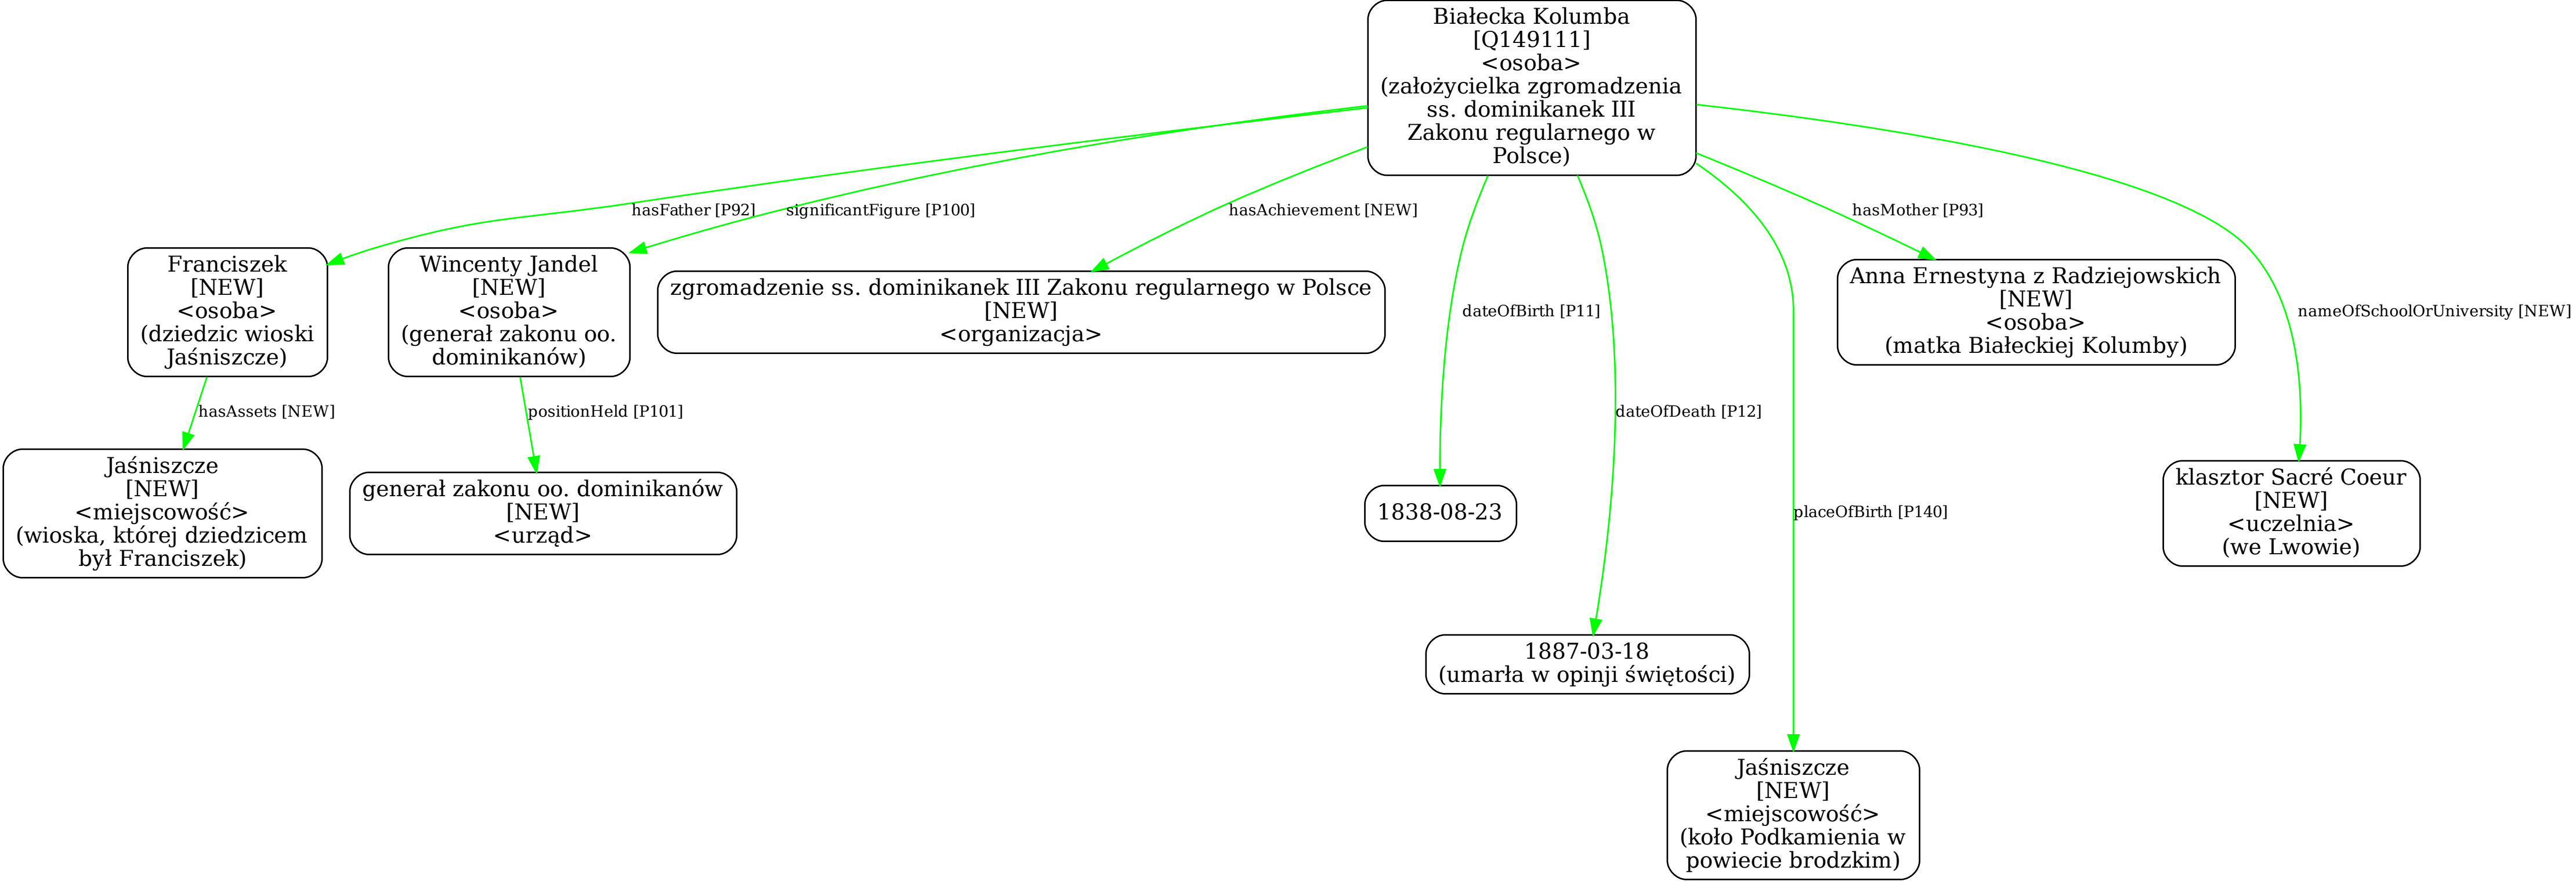 Białecka Kolumba
[Q149111]
<osoba>
(założycielka zgromadzenia
ss. dominikanek III
Zakonu regularnego w
Polsce)
hasFather [P92]
significantFigure [P100]
hasAchievement [NEW]
hasMother [P93]
Franciszek
[NEW]
<osoba>
(dziedzic wioski
Jaśniszcze)
Wincenty Jandel
[NEW]
<osoba>
(generał zakonu oo.
dominikanów)
zgromadzenie ss. dominikanek III Zakonu regularnego w Polsce
[NEW]
<organizacja>
dateOfBirth [P11]
Anna Ernestyna z Radziejowskich
[NEW]
<osoba>
(matka Białeckiej Kolumby)
nameOfSchoolOrUniversity [NEW]
hasAssets [NEW]
positionHeld [P101]
dateOfDeath [P12]
Jaśniszcze
[NEW]
<miejscowość>
(wioska, której dziedzicem
był Franciszek)
generał zakonu oo. dominikanów
[NEW]
<urząd>
1838-08-23
placeOfBirth [P140]
klasztor Sacré Coeur
[NEW]
<uczelnia>
(we Lwowie)
1887-03-18
(umarła w opinji świętości)
Jaśniszcze
[NEW]
<miejscowość>
(koło Podkamienia w
powiecie brodzkim)